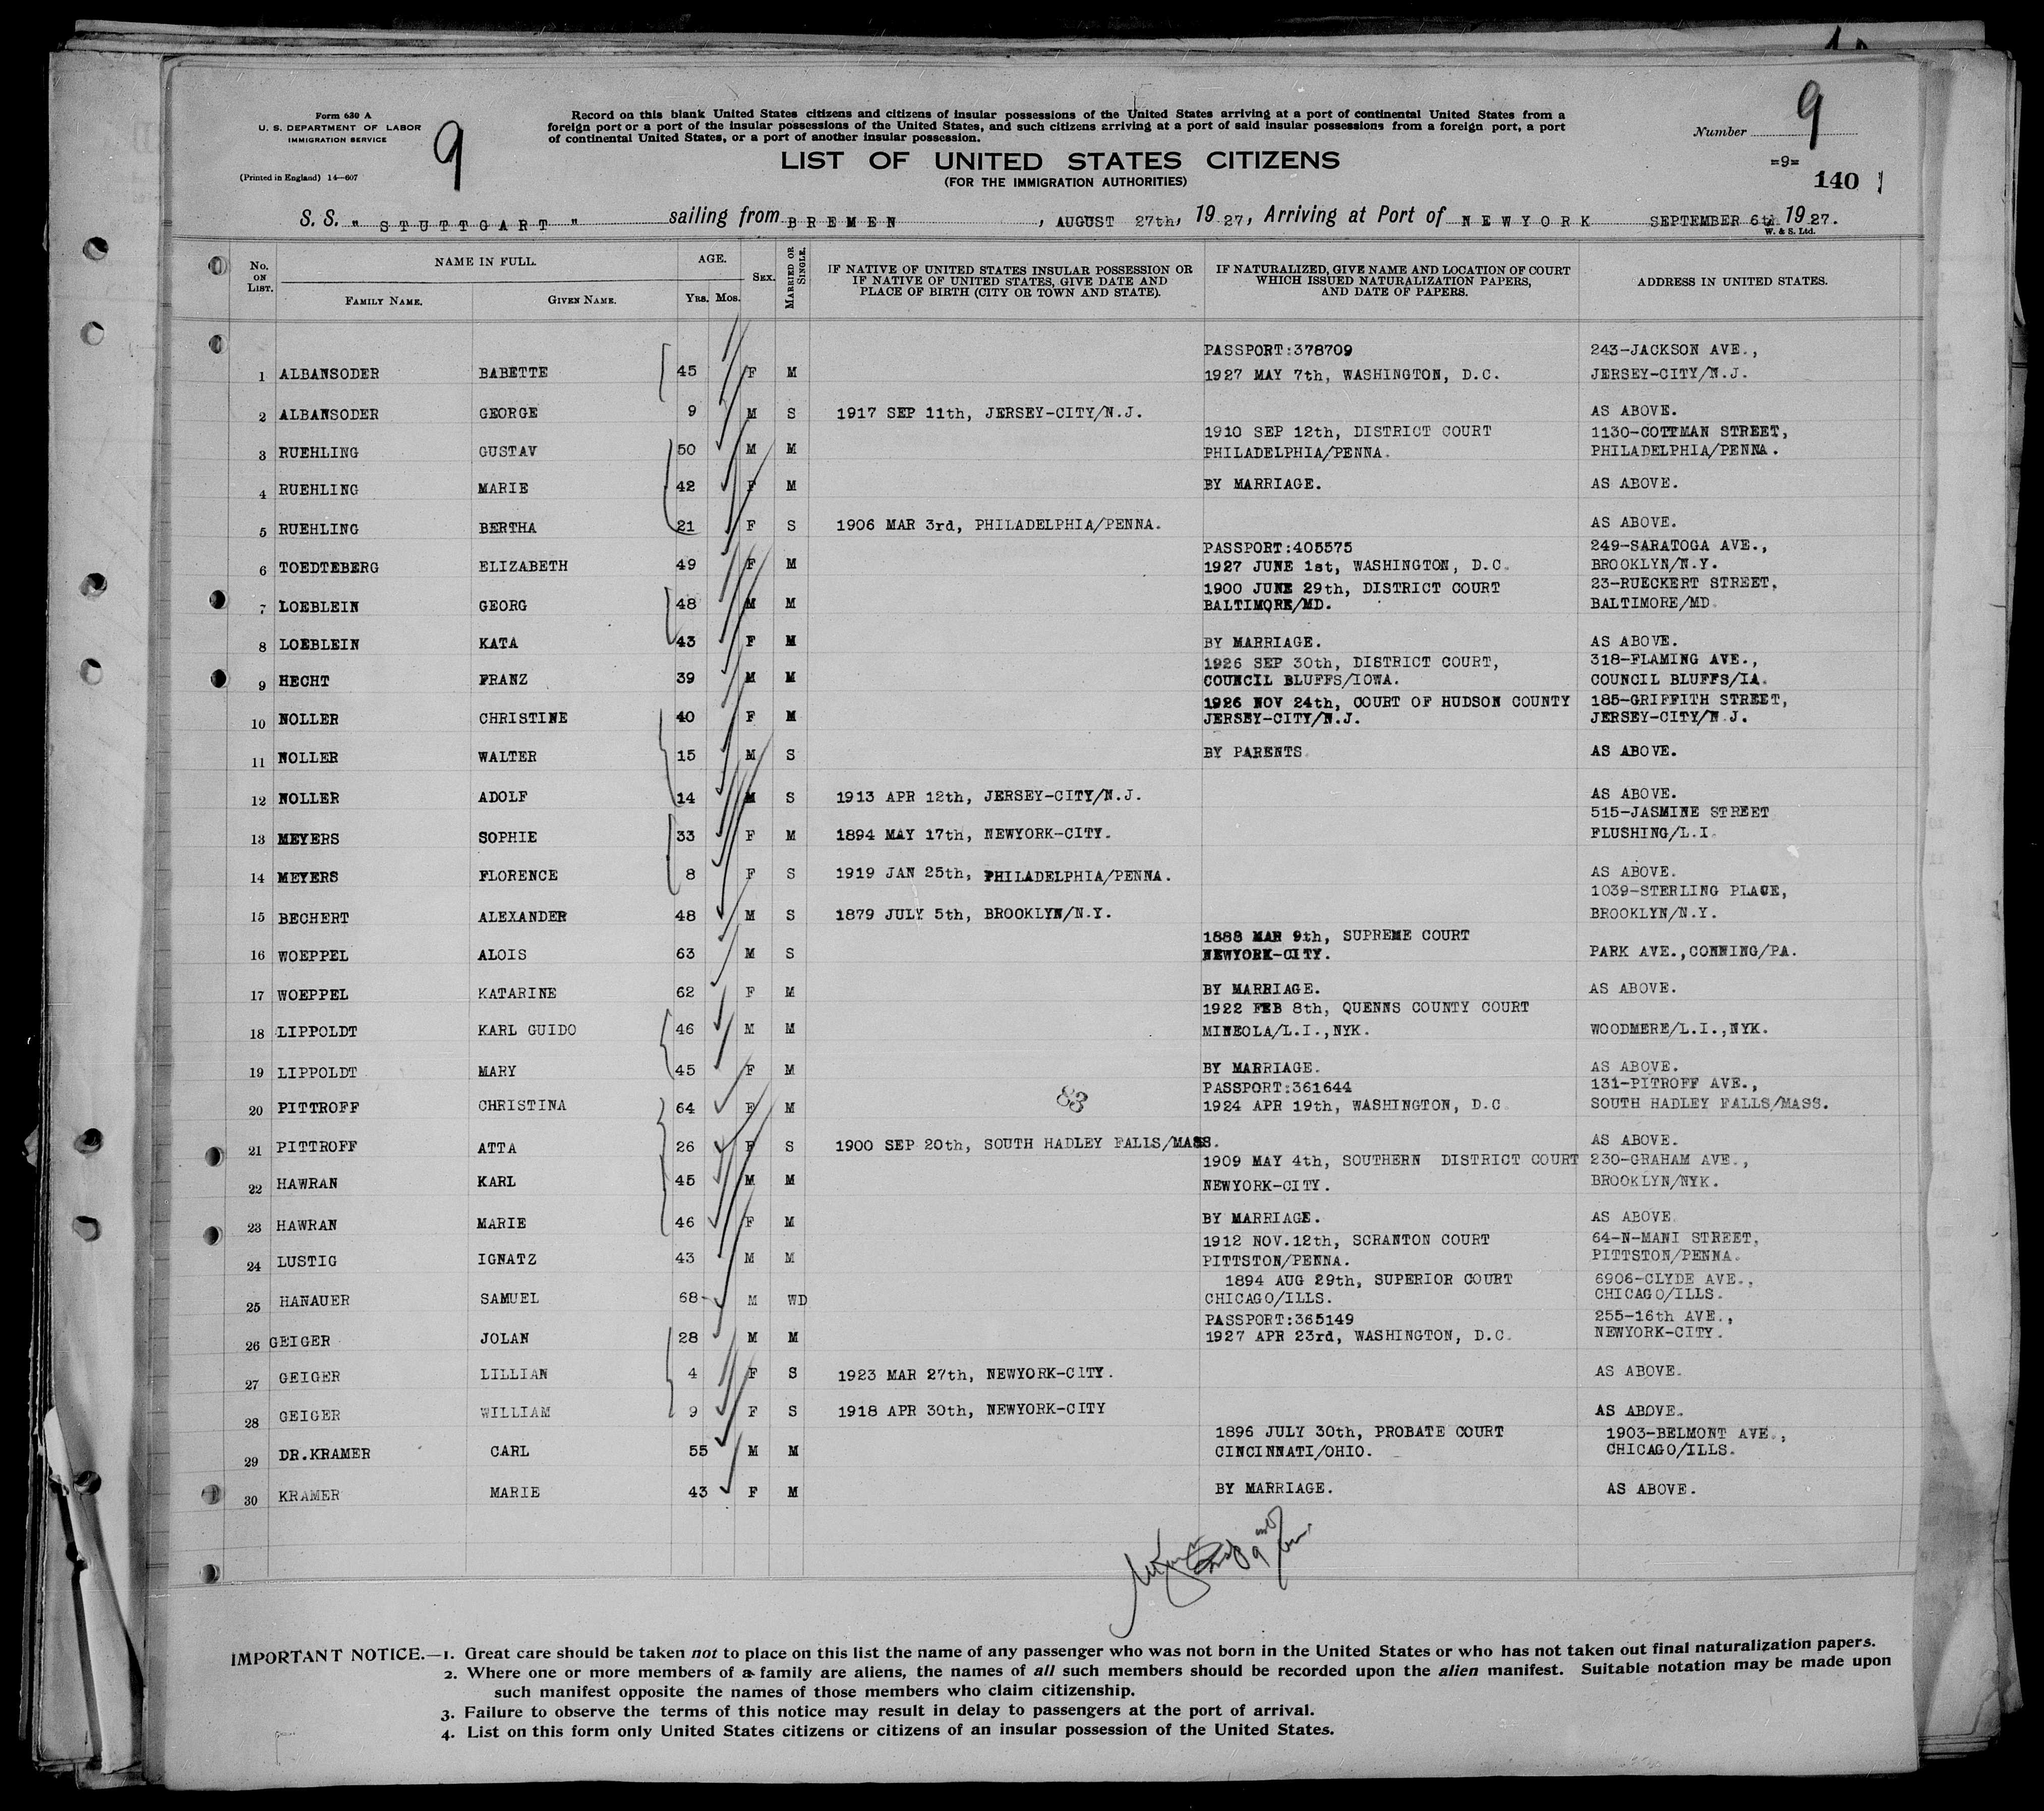 Form 630 A
U. S. DEPARTMENT OF LABOR
IMMIGRATION SERVICE
(Printed in England) 14—607
9
Record on this blank United States citizens and citizens of insular possessions of the United States arriving at a port of continental United States from a
foreign port or a port of the insular possessions of the United States, and such citizens arriving at a port of said insular possessions from a foreign port, a port
of continental United States, or a port of another insular possession.
LIST OF UNITED STATES CITIZENS
(FOR THE IMMIGRATION AUTHORITIES)
Number 9
=9=
140
S. S. "STUTTGART" sailing from BREMEN, AUGUST 27th, 1927, Arriving at Port of NEWYORK SEPTEMBER 6th 1927.
W. & S. Ltd.
No. ON LIST. NAME IN FULL. FAMILY NAME. GIVEN NAME. AGE. Yrs. Mos. SEX. MARRIED OR SINGLE. IF NATIVE OF UNITED STATES INSULAR POSSESSION OR IF NATIVE OF UNITED STATES, GIVE DATE AND PLACE OF BIRTH (CITY OR TOWN AND STATE). IF NATURALIZED, GIVE NAME AND LOCATION OF COURT WHICH ISSUED NATURALIZATION PAPERS, AND DATE OF PAPERS. ADDRESS IN UNITED STATES.
PASSPORT:378709 243-JACKSON AVE.,
1 ALBANSODER BABETTE 45 F M 1927 MAY 7th, WASHINGTON, D.C. JERSEY-CITY/N.J.
2 ALBANSODER GEORGE 9 M S 1917 SEP 11th, JERSEY-CITY/N.J. AS ABOVE.
1910 SEP 12th, DISTRICT COURT 1130-COTTMAN STREET,
3 RUEHLING GUSTAV 50 M M PHILADELPHIA/PENNA. PHILADELPHIA/PENNA.
4 RUEHLING MARIE 42 F M BY MARRIAGE. AS ABOVE.
5 RUEHLING BERTHA 21 F S 1906 MAR 3rd, PHILADELPHIA/PENNA. AS ABOVE.
PASSPORT:405575 249-SARATOGA AVE.,
6 TOEDTEBERG ELIZABETH 49 F M 1927 JUNE 1st, WASHINGTON, D.C. BROOKLYN/N.Y.
1900 JUNE 29th, DISTRICT COURT 23-RUECKERT STREET,
7 LOEBLEIN GEORG 48 M M BALTIMORE/MD. BALTIMORE/MD.
8 LOEBLEIN KATA 43 F M BY MARRIAGE. AS ABOVE.
1926 SEP 30th, DISTRICT COURT, 318-FLAMING AVE.,
9 HECHT FRANZ 39 M M COUNCIL BLUFFS/IOWA. COUNCIL BLUFFS/IA.
1926 NOV 24th, COURT OF HUDSON COUNTY 185-GRIFFITH STREET,
10 NOLLER CHRISTINE 40 F M JERSEY-CITY/N.J. JERSEY-CITY/N.J.
11 NOLLER WALTER 15 M S BY PARENTS. AS ABOVE.
12 NOLLER ADOLF 14 M S 1913 APR 12th, JERSEY-CITY/N.J. AS ABOVE.
515-JASMINE STREET
13 MEYERS SOPHIE 33 F M 1894 MAY 17th, NEWYORK-CITY. FLUSHING/L.I.
14 MEYERS FLORENCE 8 F S 1919 JAN 25th, PHILADELPHIA/PENNA. AS ABOVE.
1039-STERLING PLACE,
15 BECHERT ALEXANDER 48 M S 1879 JULY 5th, BROOKLYN/N.Y. BROOKLYN/N.Y.
1888 MAR 9th, SUPREME COURT
16 WOEPPEL ALOIS 63 M S NEWYORK-CITY. PARK AVE.,CONNING/PA.
17 WOEPPEL KATARINE 62 F M BY MARRIAGE. AS ABOVE.
1922 FEB 8th, QUENNS COUNTY COURT
18 LIPPOLDT KARL GUIDO 46 M M MINEOLA/L.I.,NYK. WOODMERE/L.I.,NYK.
19 LIPPOLDT MARY 45 F M BY MARRIAGE. AS ABOVE.
PASSPORT:361644 131-PITROFF AVE.,
20 PITTROFF CHRISTINA 64 F M 83 1924 APR 19th, WASHINGTON, D.C SOUTH HADLEY FALLS/MASS.
21 PITTROFF ATTA 26 F S 1900 SEP 20th, SOUTH HADLEY FALLS/MASS. AS ABOVE.
1909 MAY 4th, SOUTHERN DISTRICT COURT 230-GRAHAM AVE.,
22 HAWRAN KARL 45 M M NEWYORK-CITY. BROOKLYN/NYK.
23 HAWRAN MARIE 46 F M BY MARRIAGE. AS ABOVE.
1912 NOV.12th, SCRANTON COURT 64-N-MANI STREET,
24 LUSTIG IGNATZ 43 M M PITTSTON/PENNA. PITTSTON/PENNA.
1894 AUG 29th, SUPERIOR COURT 6906-CLYDE AVE.,
25 HANAUER SAMUEL 68 M WD CHICAGO/ILLS. CHICAGO/ILLS.
PASSPORT:365149 255-16th AVE.,
26 GEIGER JOLAN 28 M M 1927 APR 23rd, WASHINGTON, D.C. NEWYORK-CITY.
27 GEIGER LILLIAN 4 F S 1923 MAR 27th, NEWYORK-CITY. AS ABOVE.
28 GEIGER WILLIAM 9 F S 1918 APR 30th, NEWYORK-CITY AS ABOVE.
1896 JULY 30th, PROBATE COURT 1903-BELMONT AVE.,
29 DR.KRAMER CARL 55 M M CINCINNATI/OHIO. CHICAGO/ILLS.
30 KRAMER MARIE 43 F M BY MARRIAGE. AS ABOVE.
IMPORTANT NOTICE.—1. Great care should be taken not to place on this list the name of any passenger who was not born in the United States or who has not taken out final naturalization papers.
2. Where one or more members of a family are aliens, the names of all such members should be recorded upon the alien manifest. Suitable notation may be made upon
such manifest opposite the names of those members who claim citizenship.
3. Failure to observe the terms of this notice may result in delay to passengers at the port of arrival.
4. List on this form only United States citizens or citizens of an insular possession of the United States.